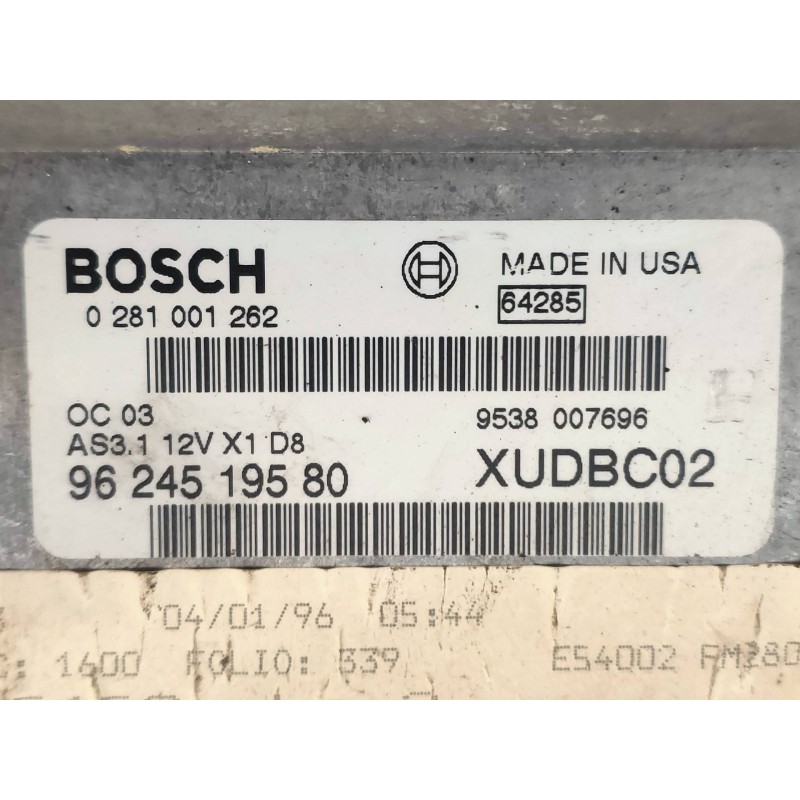 BOSCH
MADE IN USA
0 281 001 262
64285
OC 03
9538 007696
AS3.1 12V X1 D8
96 245 195 80
XUDBC02
04/01/96 05:44
: 1600 FOLIO: 339 E54002 RM280